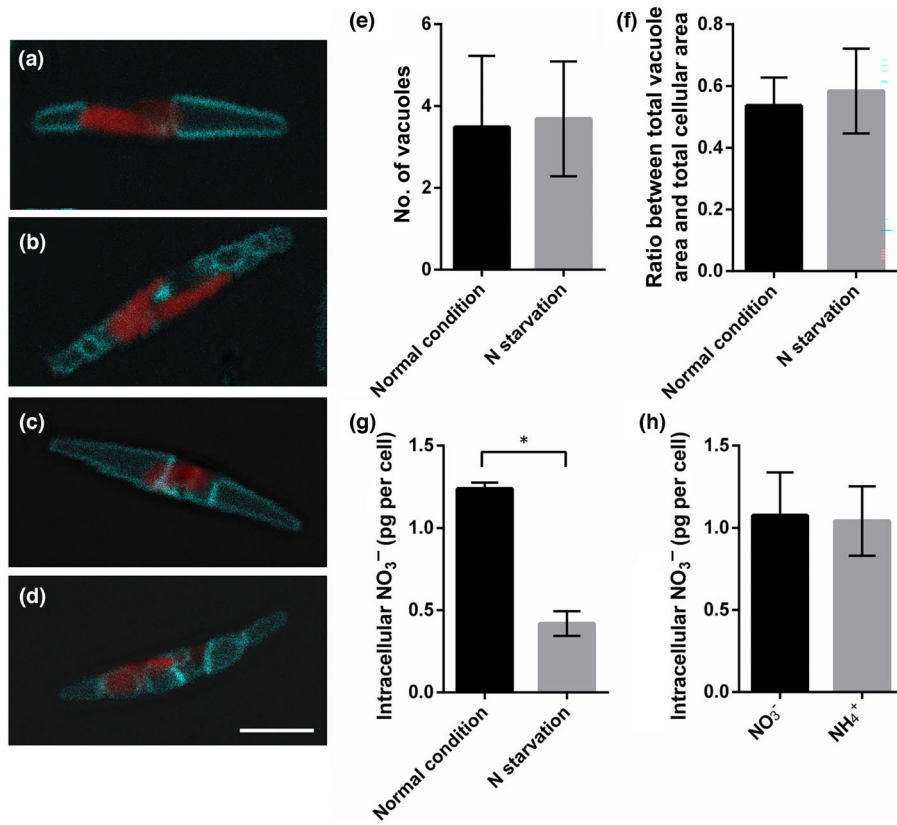 (a)
(b)
(c)
(d)
(e)
No. of vacuoles
6
4
2
0
Normal condition
N starvation
(f)
Ratio between total vacuole
area and total cellular area
0.8
0.6
0.4
0.2
0.0
Normal condition
N starvation
(g)
Intracellular NO₃⁻ (pg per cell)
1.5
1.0
0.5
0.0
*
Normal condition
N starvation
(h)
Intracellular NO₃⁻ (pg per cell)
1.5
1.0
0.5
0.0
NO₃⁻
NH₄⁺